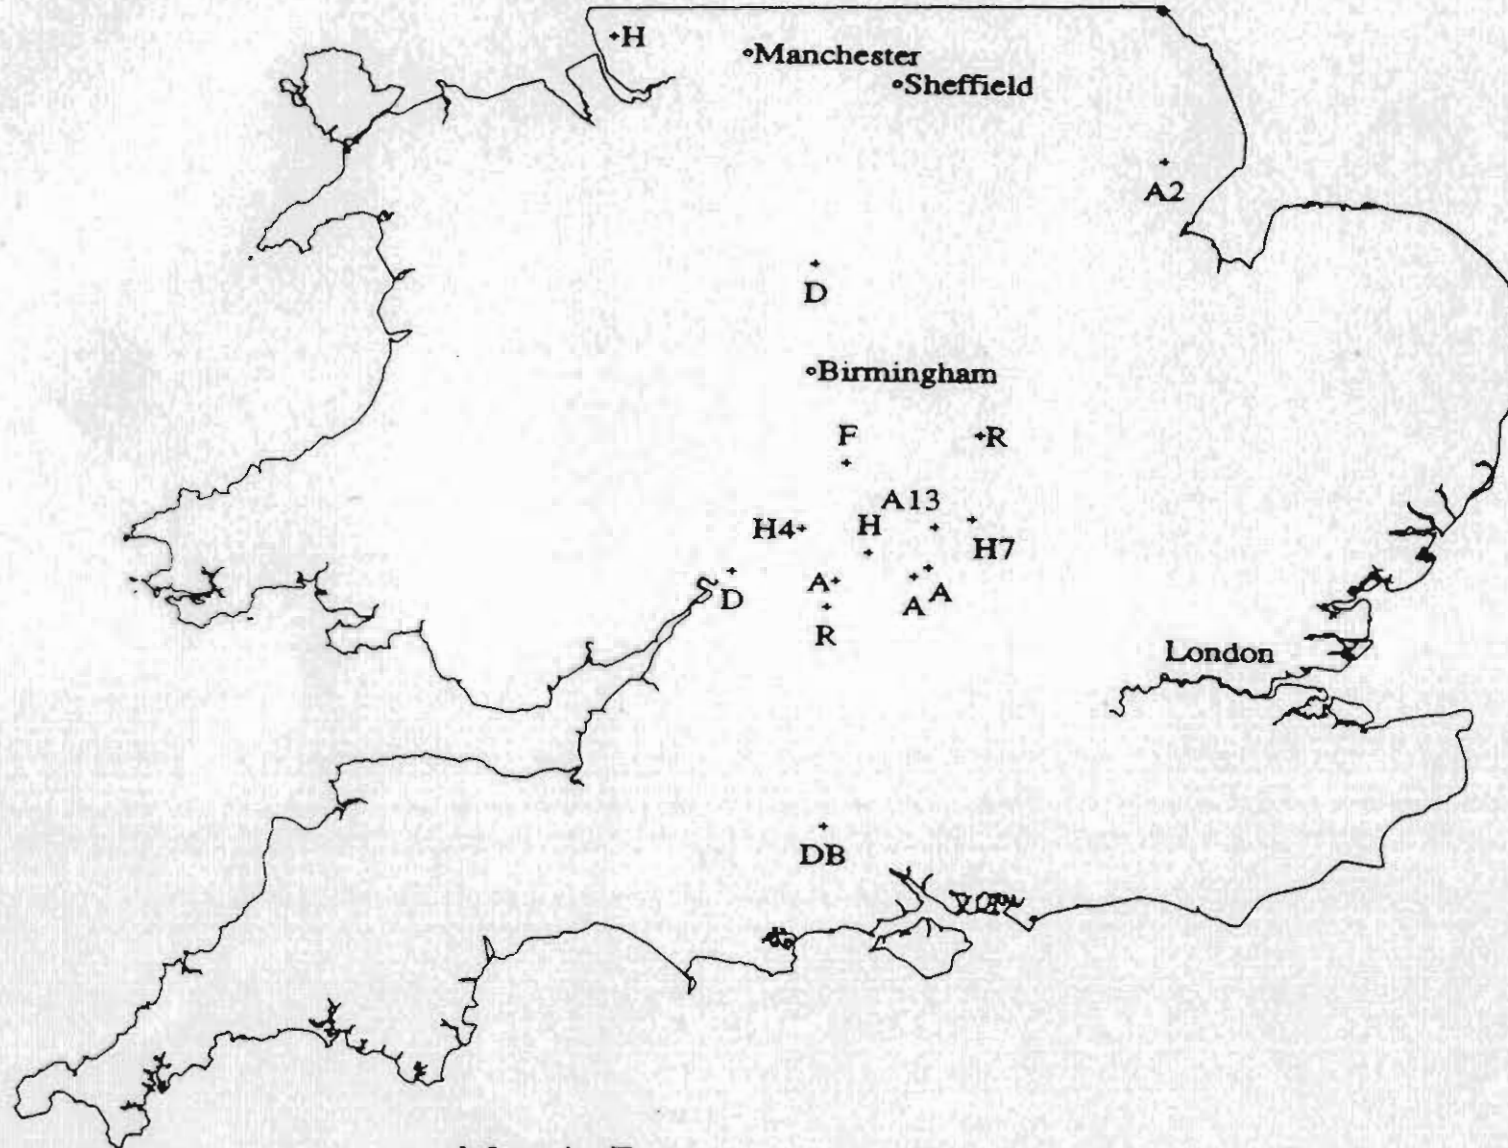 H
Manchester
Sheffield
A2
D
Birmingham
F
R
A13
H4
H
H7
A
A
A
D
R
London
DB